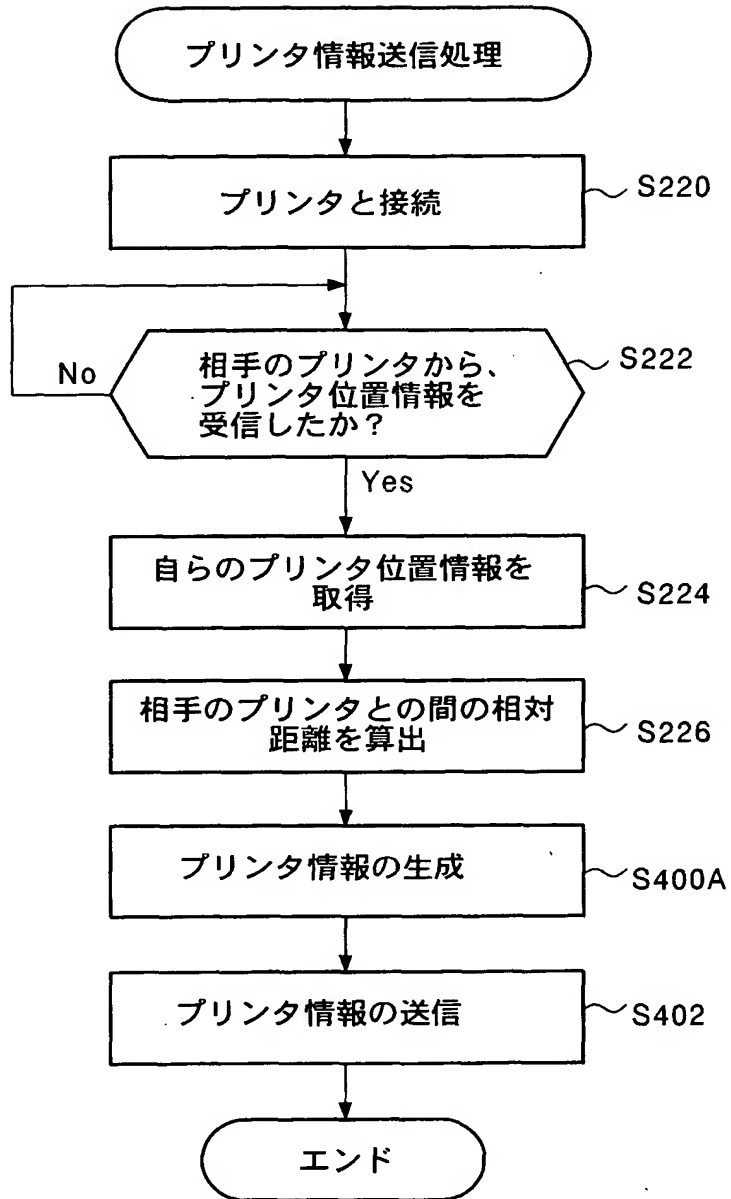 プリンタ情報送信処理
プリンタと接続
S220
相手のプリンタから、
プリンタ位置情報を
受信したか？
S222
No
Yes
自らのプリンタ位置情報を
取得
S224
相手のプリンタとの間の相対
距離を算出
S226
プリンタ情報の生成
S400A
プリンタ情報の送信
S402
エンド